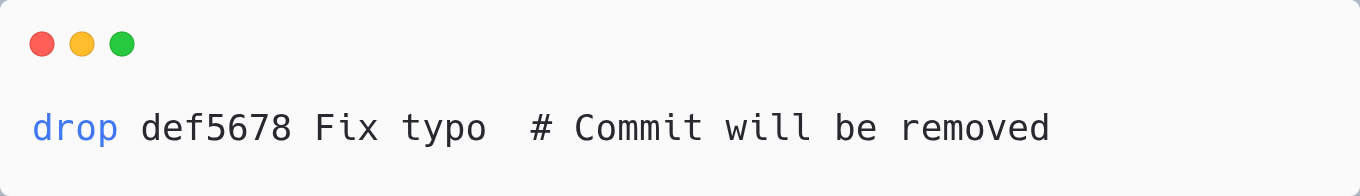 drop def5678 Fix typo  # Commit will be removed